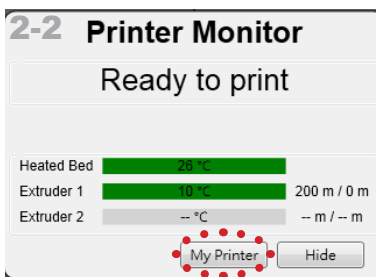 2-2 Printer Monitor
Ready to print
Heated Bed 26 °C
Extruder 1 10 °C 200 m / 0 m
Extruder 2 -- °C -- m / -- m
My Printer Hide